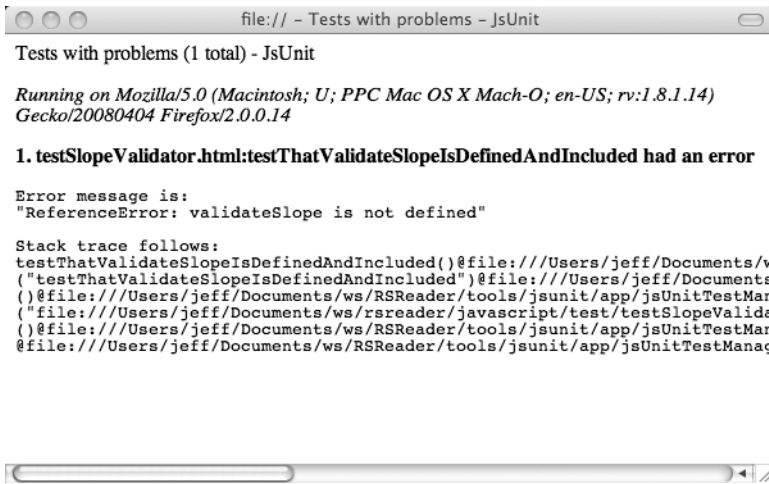 file:// – Tests with problems – JsUnit
Tests with problems (1 total) - JsUnit
Running on Mozilla/5.0 (Macintosh; U; PPC Mac OS X Mach-O; en-US; rv:1.8.1.14)
Gecko/20080404 Firefox/2.0.0.14
1. testSlopeValidator.html:testThatValidateSlopeIsDefinedAndIncluded had an error
Error message is:
"ReferenceError: validateSlope is not defined"
Stack trace follows:
testThatValidateSlopeIsDefinedAndIncluded()@file:///Users/jeff/Documents/w
("testThatValidateSlopeIsDefinedAndIncluded")@file:///Users/jeff/Documents
()@file:///Users/jeff/Documents/ws/RSReader/tools/jsunit/app/jsUnitTestMan
("file:///Users/jeff/Documents/ws/rsreader/javascript/test/testSlopeValida
()@file:///Users/jeff/Documents/ws/RSReader/tools/jsunit/app/jsUnitTestMan
@file:///Users/jeff/Documents/ws/RSReader/tools/jsunit/app/jsUnitTestManag